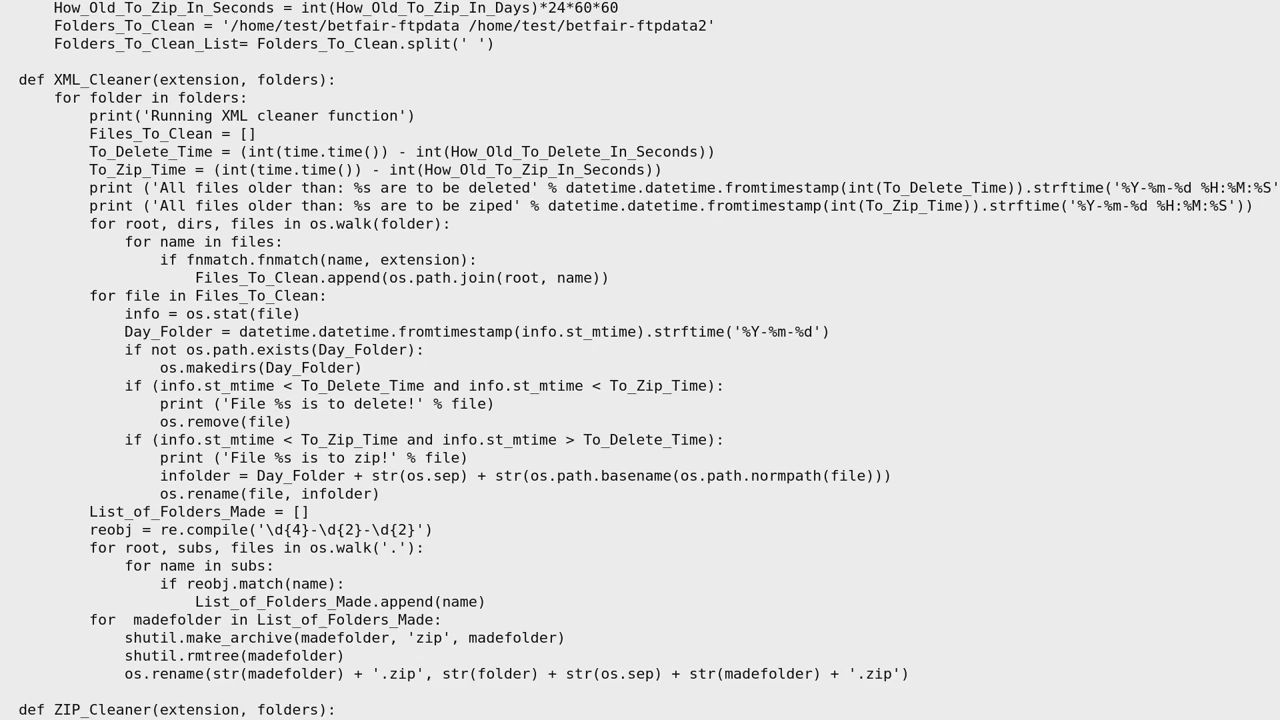 How_Old_To_Zip_In_Seconds = int(How_Old_To_Zip_In_Days)*24*60*60
Folders_To_Clean = '/home/test/betfair-ftpdata /home/test/betfair-ftpdata2'
Folders_To_Clean_List= Folders_To_Clean.split(' ')
def XML_Cleaner(extension, folders):
for folder in folders:
print('Running XML cleaner function')
Files_To_Clean = []
To_Delete_Time = (int(time.time()) - int(How_Old_To_Delete_In_Seconds))
To_Zip_Time = (int(time.time()) - int(How_Old_To_Zip_In_Seconds))
print ('All files older than: %s are to be deleted' % datetime.datetime.fromtimestamp(int(To_Delete_Time)).strftime('%Y-%m-%d %H:%M:%S'
print ('All files older than: %s are to be ziped' % datetime.datetime.fromtimestamp(int(To_Zip_Time)).strftime('%Y-%m-%d %H:%M:%S'))
for root, dirs, files in os.walk(folder):
for name in files:
if fnmatch.fnmatch(name, extension):
Files_To_Clean.append(os.path.join(root, name))
for file in Files_To_Clean:
info = os.stat(file)
Day_Folder = datetime.datetime.fromtimestamp(info.st_mtime).strftime('%Y-%m-%d')
if not os.path.exists(Day_Folder):
os.makedirs(Day_Folder)
if (info.st_mtime < To_Delete_Time and info.st_mtime < To_Zip_Time):
print ('File %s is to delete!' % file)
os.remove(file)
if (info.st_mtime < To_Zip_Time and info.st_mtime > To_Delete_Time):
print ('File %s is to zip!' % file)
infolder = Day_Folder + str(os.sep) + str(os.path.basename(os.path.normpath(file)))
os.rename(file, infolder)
List_of_Folders_Made = []
reobj = re.compile('\d{4}-\d{2}-\d{2}')
for root, subs, files in os.walk('.'):
for name in subs:
if reobj.match(name):
List_of_Folders_Made.append(name)
for  madefolder in List_of_Folders_Made:
shutil.make_archive(madefolder, 'zip', madefolder)
shutil.rmtree(madefolder)
os.rename(str(madefolder) + '.zip', str(folder) + str(os.sep) + str(madefolder) + '.zip')
def ZIP_Cleaner(extension, folders):